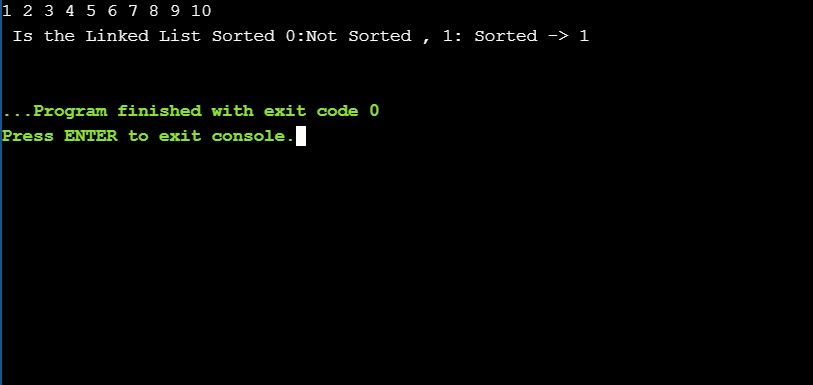 1 2 3 4 5 6 7 8 9 10
Is the Linked List Sorted 0:Not Sorted , 1: Sorted -> 1
...Program finished with exit code 0
Press ENTER to exit console.